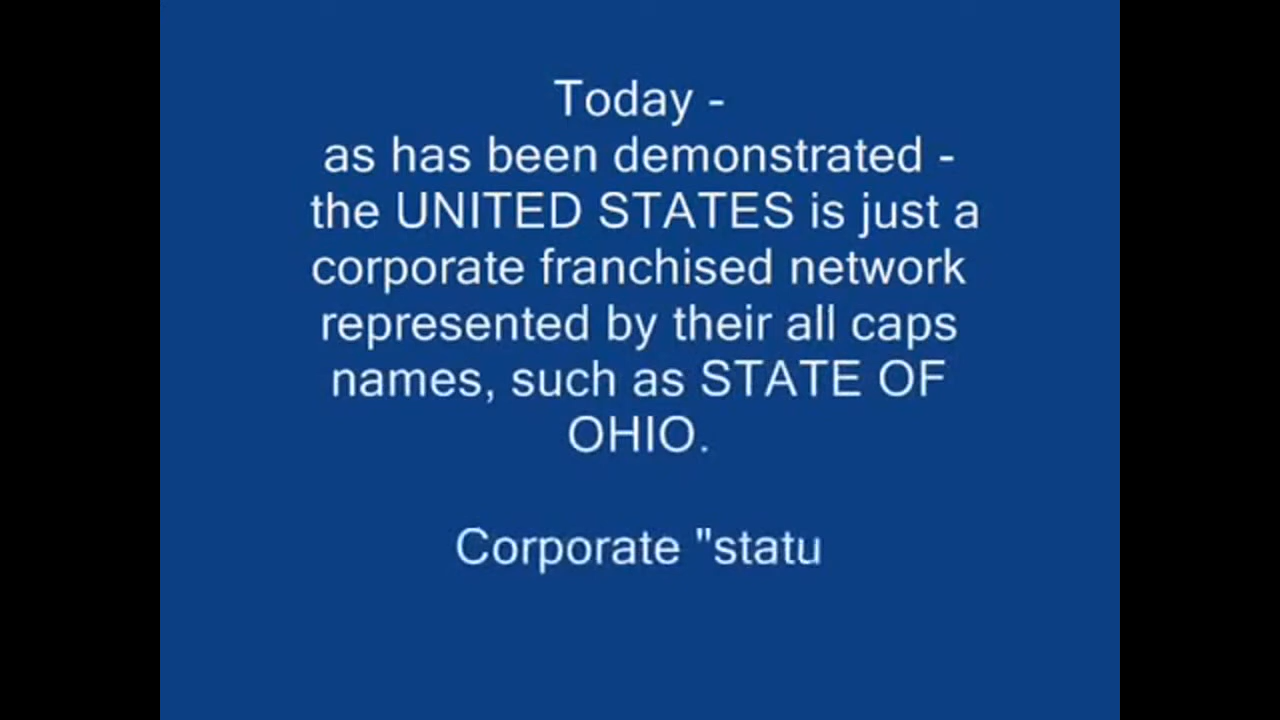 Today -
as has been demonstrated -
the UNITED STATES is just a
corporate franchised network
represented by their all caps
names, such as STATE OF
OHIO.
Corporate "statu